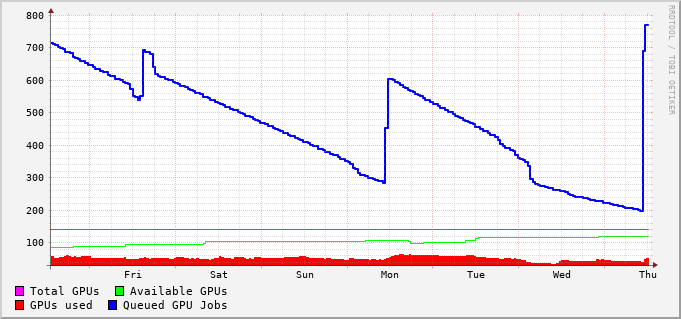 800
700
600
500
400
300
200
100
Fri Sat Sun Mon Tue Wed Thu
Total GPUs Available GPUs
GPUs used Queued GPU Jobs
RRDTOOL / TOBI OETIKER